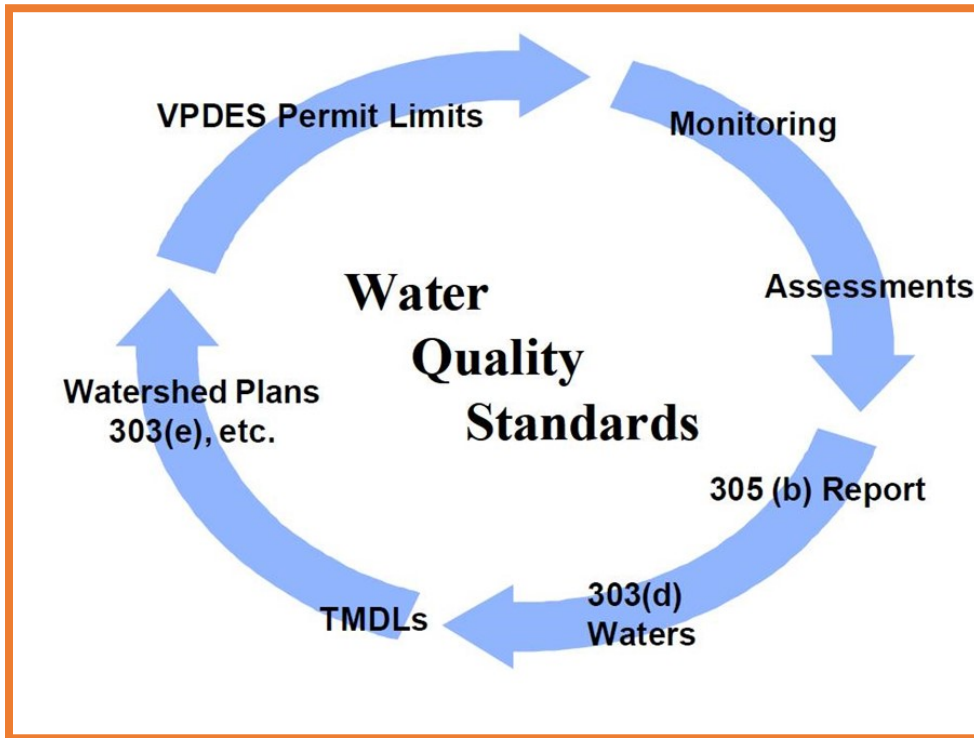 VPDES Permit Limits
Monitoring
Assessments
Water
Quality
Standards
Watershed Plans
303(e), etc.
305 (b) Report
303(d)
Waters
TMDLs